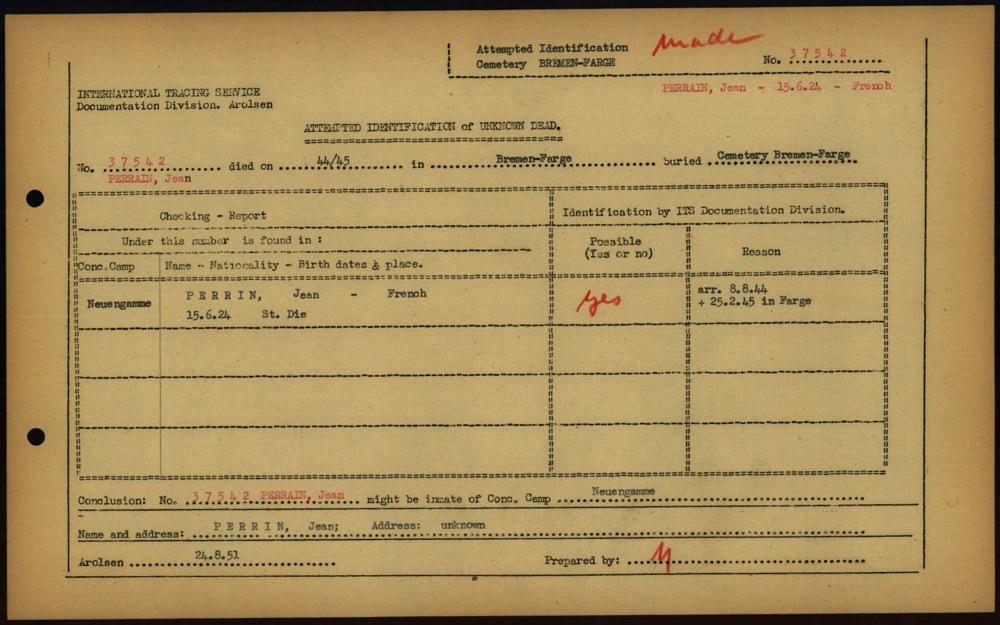 Attempted Identification made
Cemetery BREMEN-FARGE No. 37542
PERRAIN, Jean - 15.6.24 - French
INTERNATIONAL TRACING SERVICE
Documentation Division. Arolsen
ATTEMPTED IDENTIFICATION of UNKNOWN DEAD.
No. 37542 died on 44/45 in Bremen-Farge buried Cemetery Bremen-Farge
PERRAIN, Jean
Checking - Report Identification by ITS Documentation Division.
Under this number is found in : Possible (Yes or no) Reason
Conc.Camp Name - Nationality - Birth dates & place.
Neuengamme PERRIN, Jean - French yes arr. 8.8.44
15.6.24 St. Die + 25.2.45 in Farge
Conclusion: No. 37542 PERRAIN, Jean might be inmate of Conc. Camp Neuengamme
Name and address: PERRIN, Jean; Address: unknown
Arolsen 24.8.51 Prepared by: